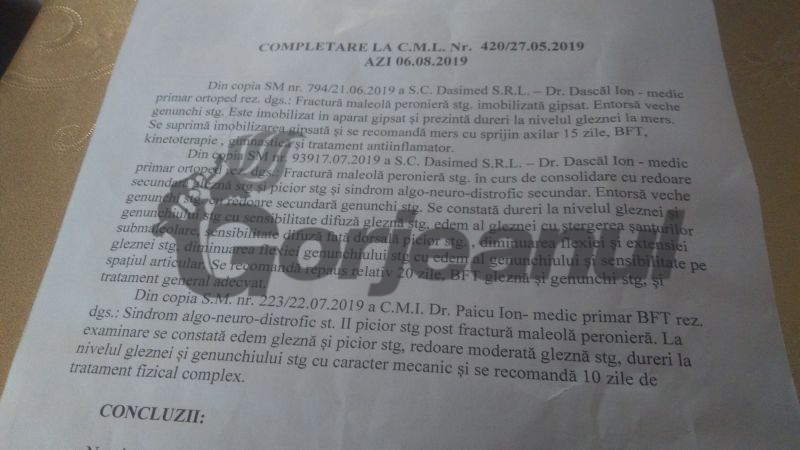 COMPLETARE LA C.M.L. Nr. 420/27.05.2019
AZI 06.08.2019
Din copia SM nr. 794/21.06.2019 a S.C. Dasimed S.R.L. – Dr. Dascăl Ion - medic
primar ortoped rez. dgs.: Fractură maleolă peronieră stg. imobilizată gipsat. Entorsă veche
genunchi stg. Este imobilizat in aparat gipsat și prezintă dureri la nivelul gleznei la mers.
Se suprimă imobilizarea gipsată și se recomandă mers cu sprijin axilar 15 zile, BFT,
kinetoterapie , gimnastica și tratament antiinflamator.
Din copia SM nr. 93917.07.2019 a S.C. Dasimed S.R.L. – Dr. Dascăl Ion - medic
primar ortoped rez. dgs.: Fractură maleolă peronieră stg. în curs de consolidare cu redoare
secundară gleznă stg și picior stg și sindrom algo-neuro-distrofic secundar. Entorsă veche
genunchi stg. cu redoare secundară genunchi stg. Se constată dureri la nivelul gleznei și
genunchiului stg cu sensibilitate difuză gleznă stg, edem al gleznei cu ștergerea șanțurilor
submaleolare, sensibilitate difuză față dorsală picior stg., diminuarea flexiei și extensiei
gleznei stg, diminuarea flexiei genunchiului stg. edem al genunchiului și sensibilitate pe
spațiul articular. Se recomandă repaus relativ 20 zile, BFT gleznă și genunchi stg, și
tratament general adecvat.
Din copia S.M. nr. 223/22.07.2019 a C.M.I. Dr. Paicu Ion- medic primar BFT rez.
dgs.: Sindrom algo-neuro-distrofic st. II picior stg post fractură maleolă peronieră. La
examinare se constată edem gleznă și picior stg, redoare moderată gleznă stg, dureri la
nivelul gleznei și genunchiului stg cu caracter mecanic și se recomandă 10 zile de
tratament fizical complex.
CONCLUZII:
Gorjeanul